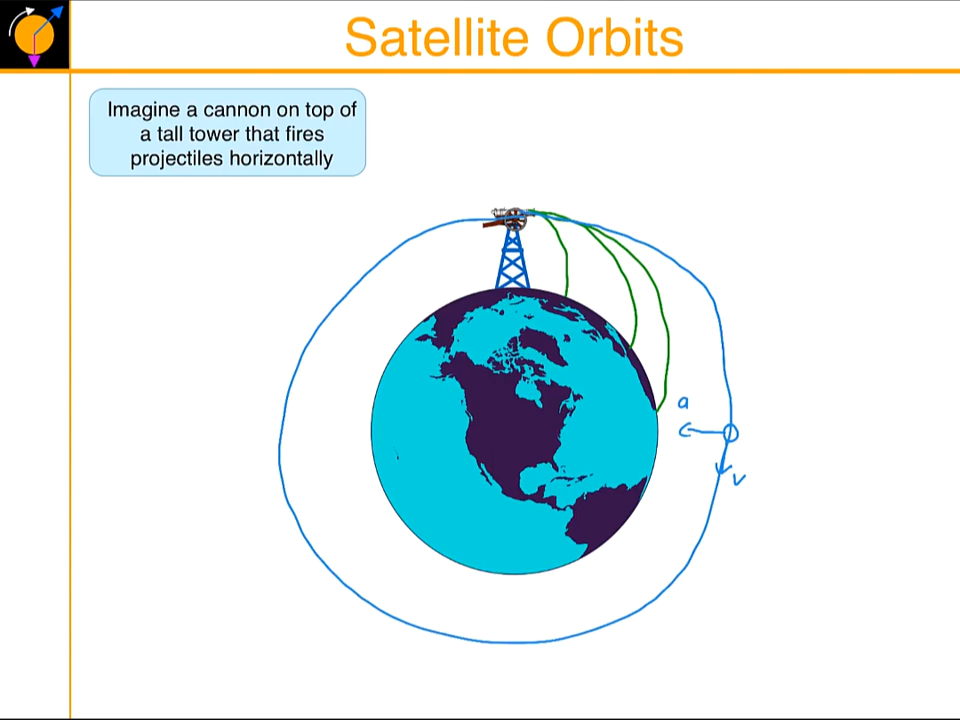 Satellite Orbits
Imagine a cannon on top of
a tall tower that fires
projectiles horizontally
a
v